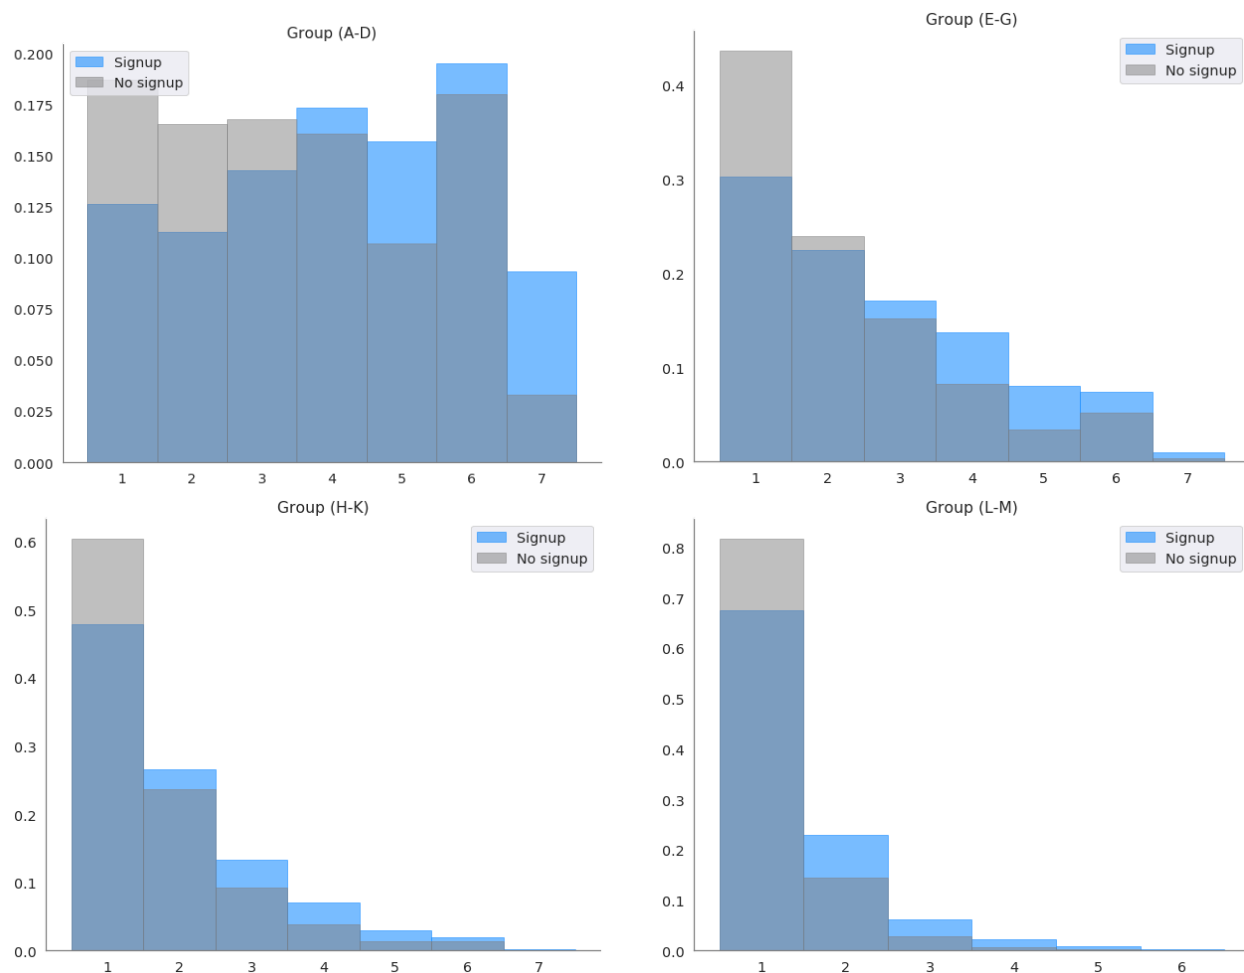 Group (A-D)
Signup
No signup
0.200
0.175
0.150
0.125
0.100
0.075
0.050
0.025
0.000
1 2 3 4 5 6 7
Group (E-G)
Signup
No signup
0.4
0.3
0.2
0.1
0.0
1 2 3 4 5 6 7
Group (H-K)
Signup
No signup
0.6
0.5
0.4
0.3
0.2
0.1
0.0
1 2 3 4 5 6 7
Group (L-M)
Signup
No signup
0.8
0.7
0.6
0.5
0.4
0.3
0.2
0.1
0.0
1 2 3 4 5 6